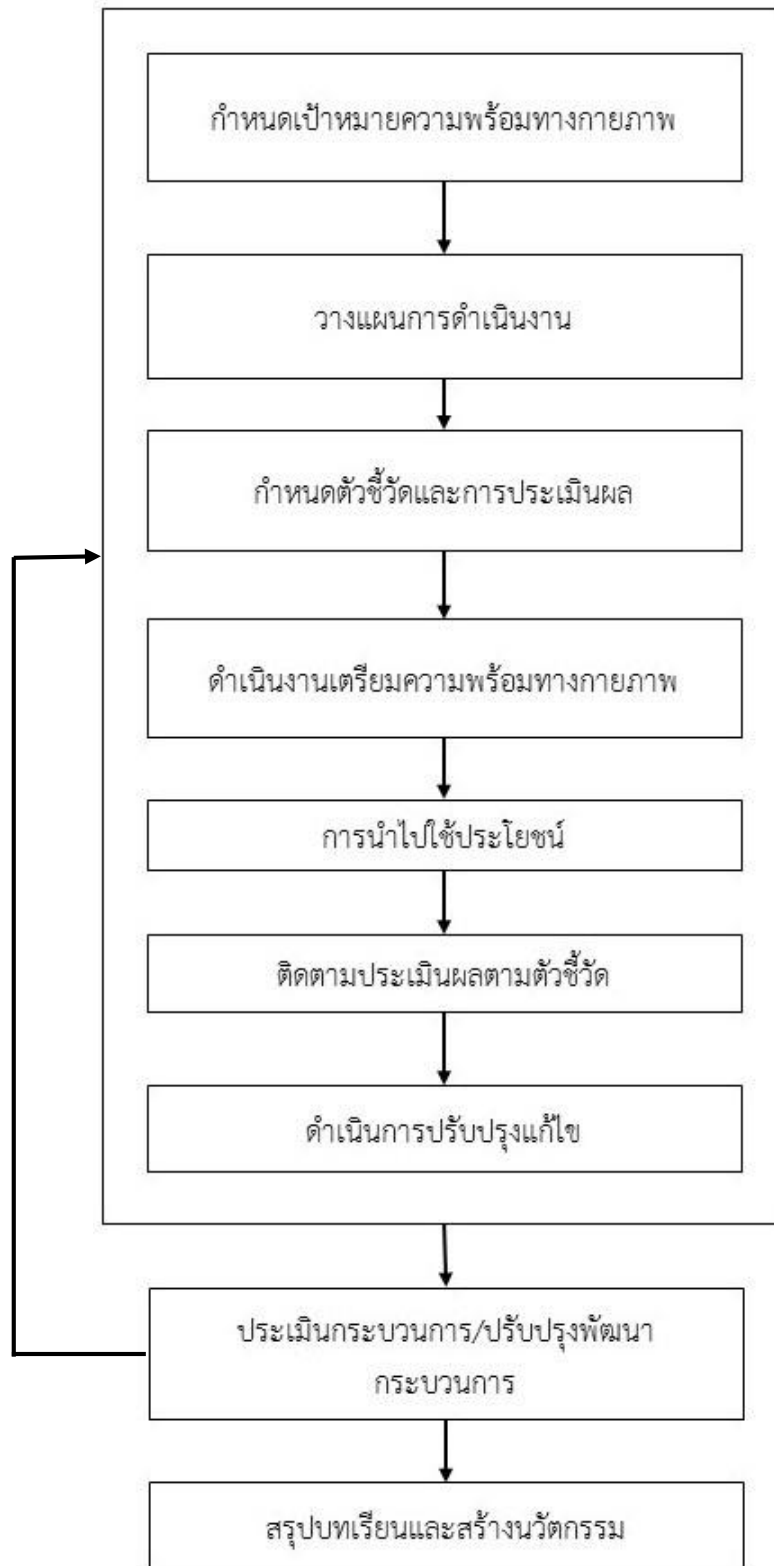 กำหนดเป้าหมายความพร้อมทางกายภาพ
วางแผนการดำเนินงาน
กำหนดตัวชี้วัดและการประเมินผล
ดำเนินงานเตรียมความพร้อมทางกายภาพ
การนำไปใช้ประโยชน์
ติดตามประเมินผลตามตัวชี้วัด
ดำเนินการปรับปรุงแก้ไข
ประเมินกระบวนการ/ปรับปรุงพัฒนา
กระบวนการ
สรุปบทเรียนและสร้างนวัตกรรม